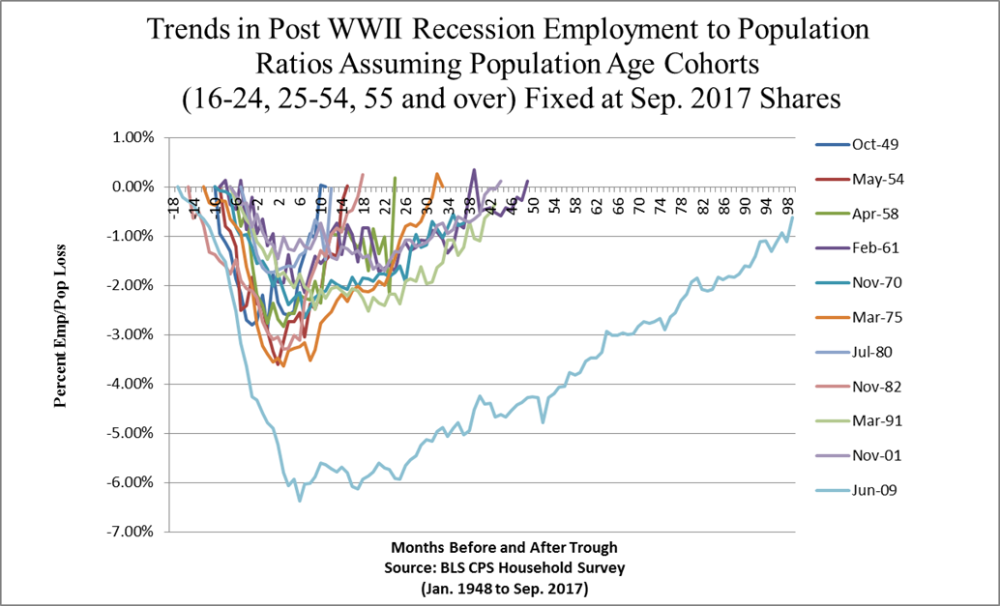 Trends in Post WWII Recession Employment to Population
Ratios Assuming Population Age Cohorts
(16-24, 25-54, 55 and over) Fixed at Sep. 2017 Shares
Percent Emp/Pop Loss
1.00%
0.00%
-1.00%
-2.00%
-3.00%
-4.00%
-5.00%
-6.00%
-7.00%
-18 -14 -10 -6 -2 2 6 10 14 18 22 26 30 34 38 42 46 50 54 58 62 66 70 74 78 82 86 90 94 98
Oct-49
May-54
Apr-58
Feb-61
Nov-70
Mar-75
Jul-80
Nov-82
Mar-91
Nov-01
Jun-09
Months Before and After Trough
Source: BLS CPS Household Survey
(Jan. 1948 to Sep. 2017)